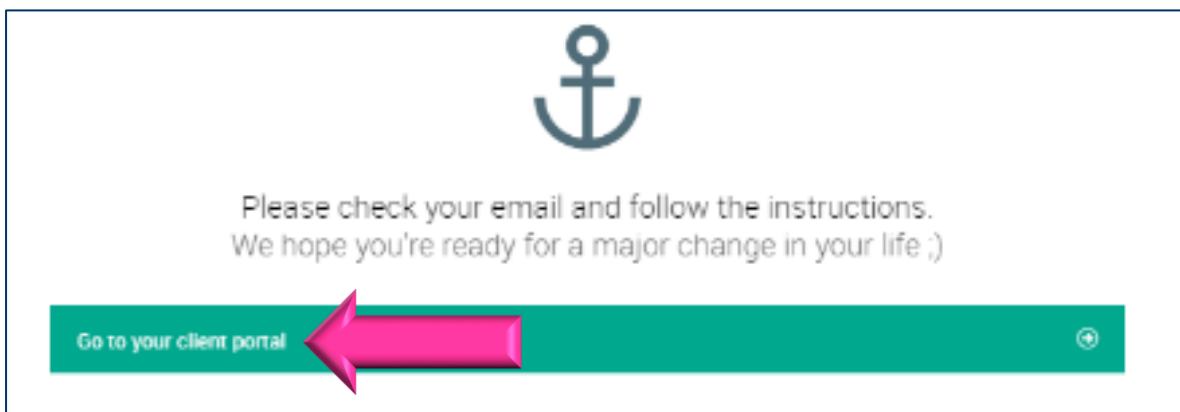 Please check your email and follow the instructions.
We hope you're ready for a major change in your life ;)
Go to your client portal